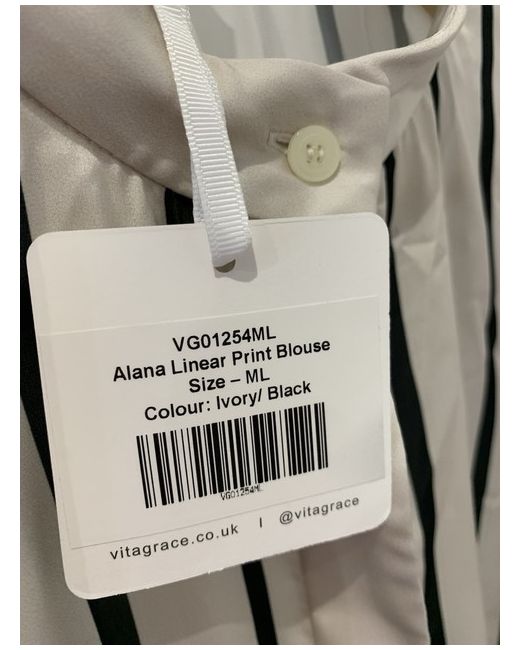 VG01254ML
Alana Linear Print Blouse
Size – ML
Colour: Ivory/ Black
VG01254ML
vitagrace.co.uk | @vitagrace